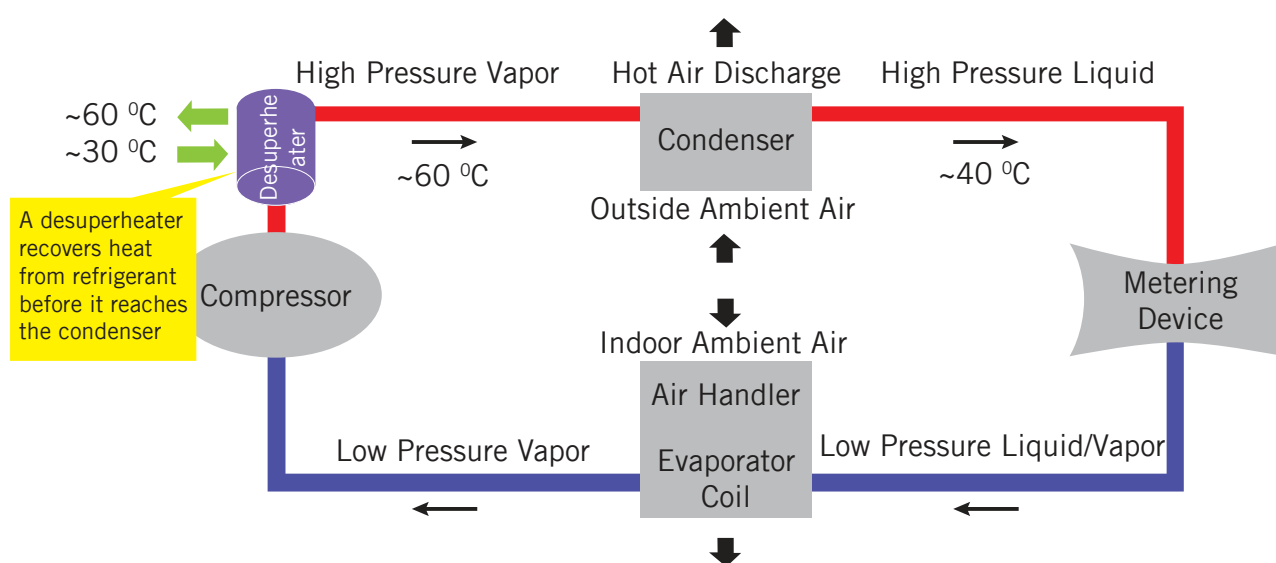 High Pressure Vapor
Hot Air Discharge
High Pressure Liquid
~60 ⁰C
~30 ⁰C
Desuperhe
ater
Condenser
~60 ⁰C
~40 ⁰C
A desuperheater
recovers heat
from refrigerant
before it reaches
the condenser
Outside Ambient Air
Compressor
Metering
Device
Indoor Ambient Air
Air Handler
Evaporator
Coil
Low Pressure Vapor
Low Pressure Liquid/Vapor